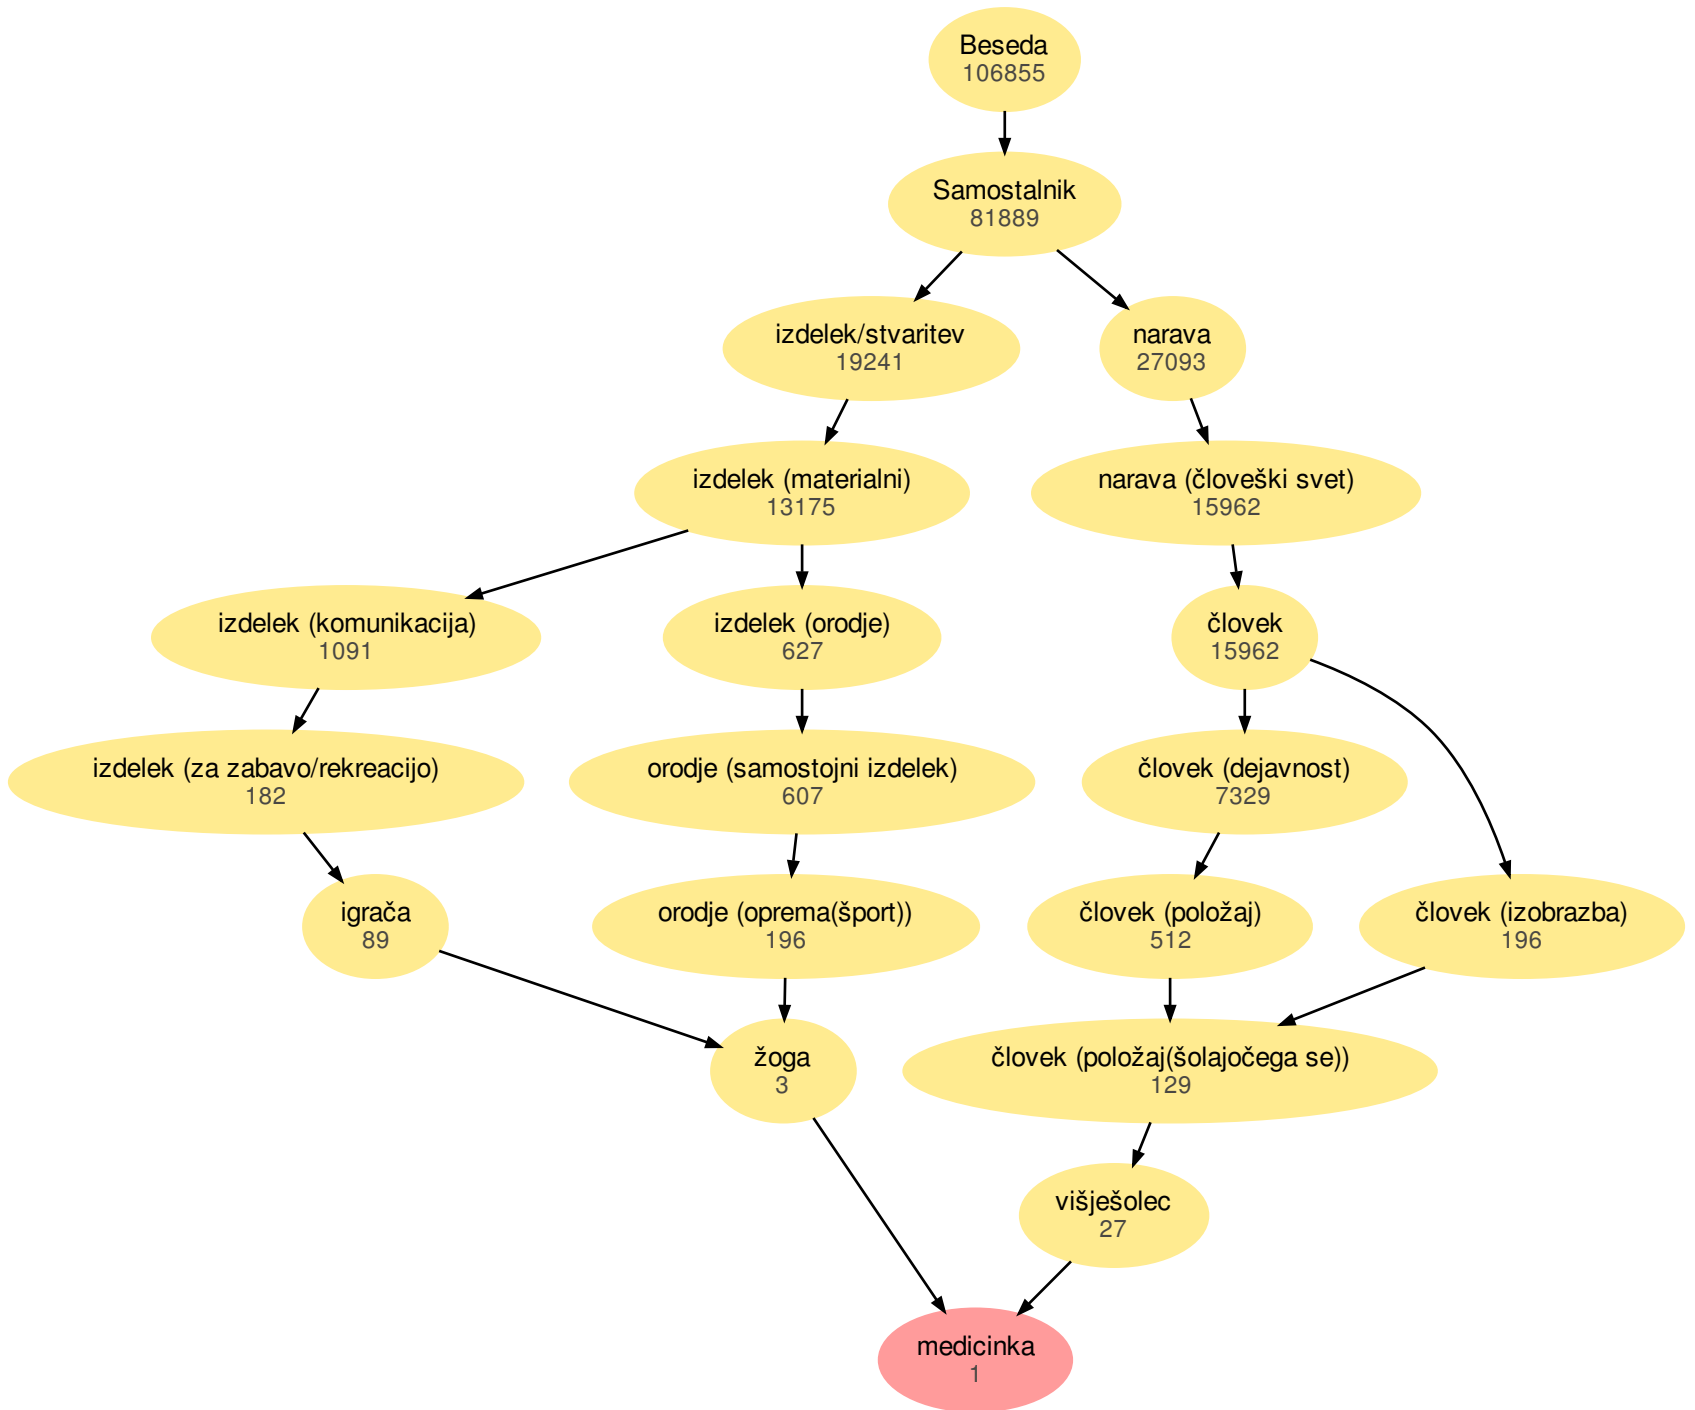 Beseda
106855
Samostalnik
81889
izdelek/stvaritev
19241
narava
27093
izdelek (materialni)
13175
narava (človeški svet)
15962
izdelek (komunikacija)
1091
izdelek (orodje)
627
človek
15962
izdelek (za zabavo/rekreacijo)
182
orodje (samostojni izdelek)
607
človek (dejavnost)
7329
igrača
89
orodje (oprema(šport))
196
človek (položaj)
512
človek (izobrazba)
196
žoga
3
človek (položaj(šolajočega se))
129
višješolec
27
medicinka
1